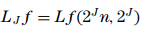 L_J f = Lf(2^J n, 2^J)